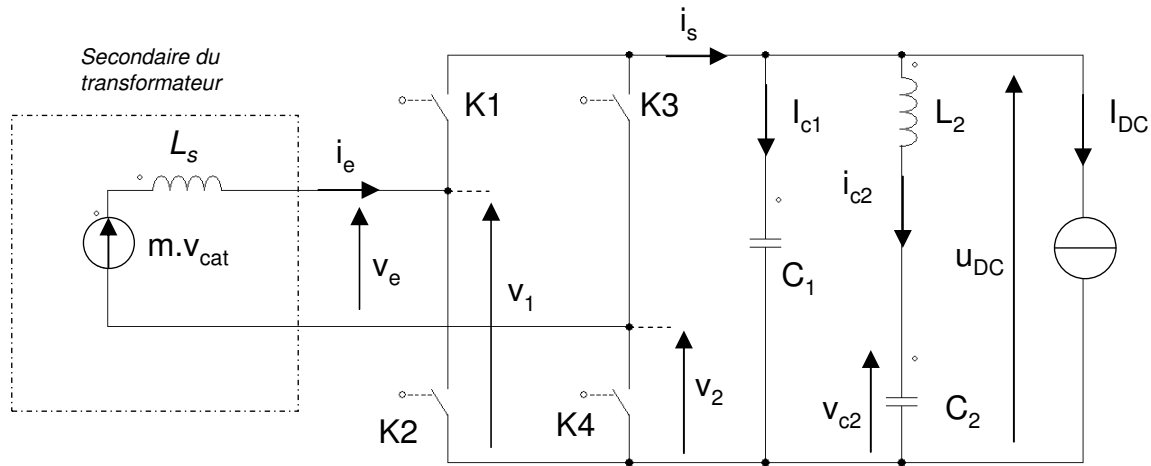 Secondaire du
transformateur
L_s
m.v_cat
i_e
v_e
v_1
K1
K3
K2
K4
v_2
i_s
I_c1
C_1
L_2
i_c2
v_c2
C_2
u_DC
I_DC